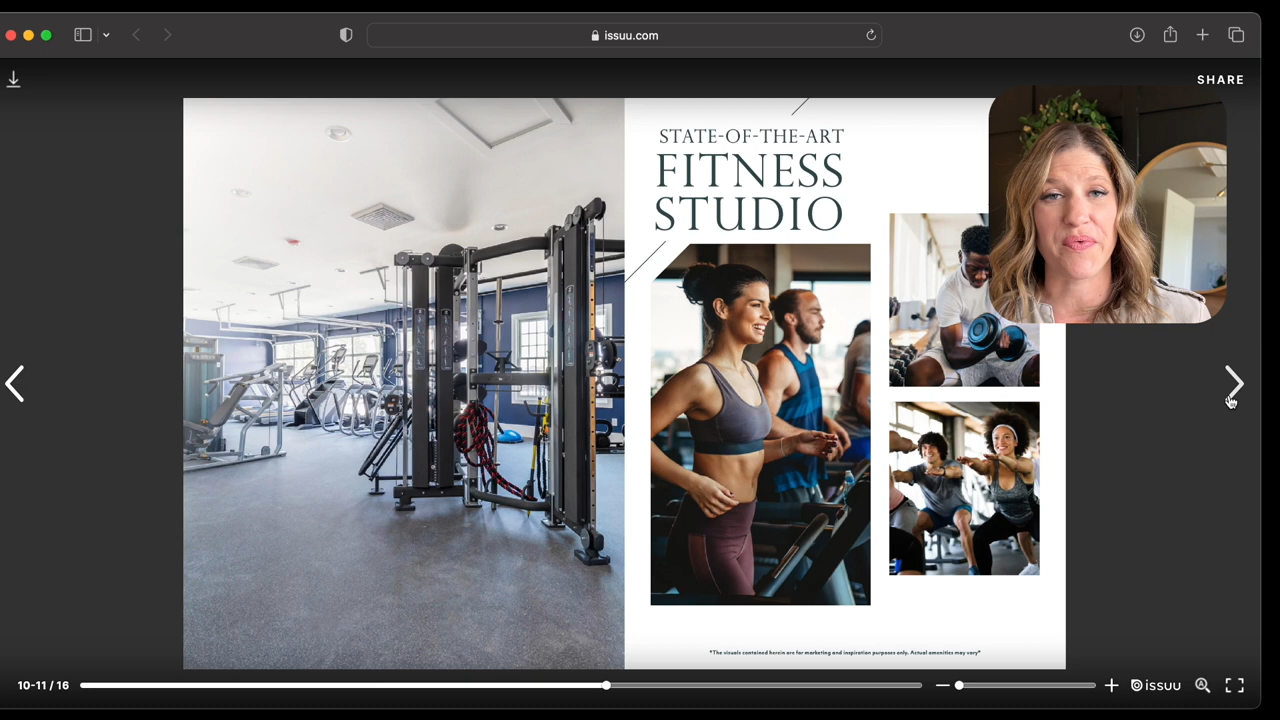 issuu.com
SHARE
STATE-OF-THE-ART
FITNESS
STUDIO
*The visuals contained herein are for marketing and inspiration purposes only. Actual amenities may vary*
10-11 / 16
issuu